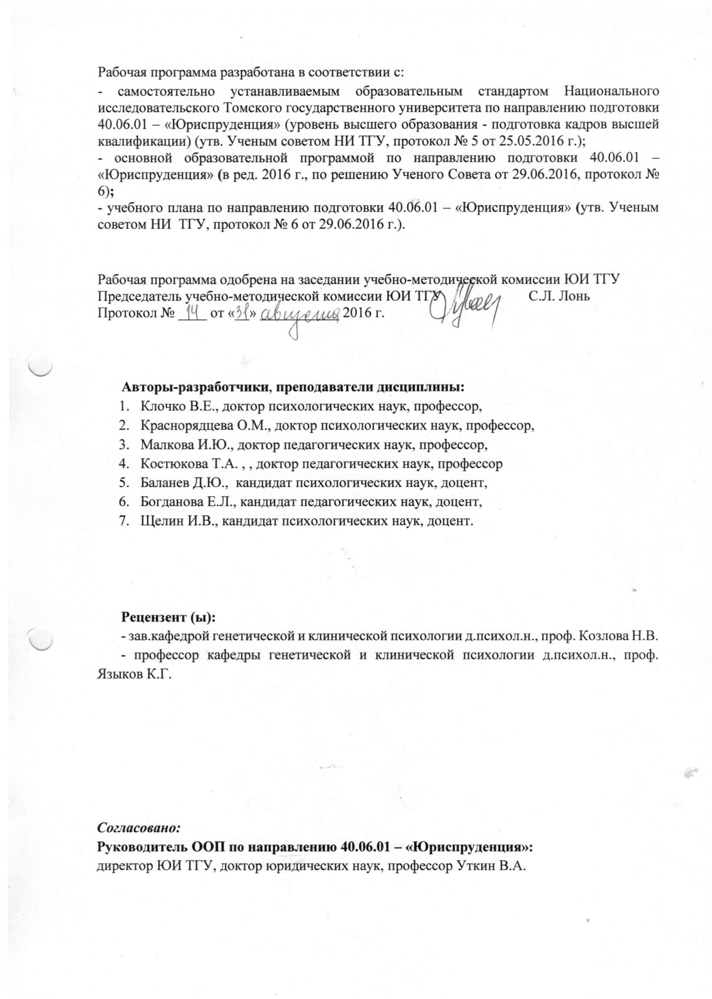 Рабочая программа разработана в соответствии с:
- самостоятельно устанавливаемым образовательным стандартом Национального
исследовательского Томского государственного университета по направлению подготовки
40.06.01 – «Юриспруденция» (уровень высшего образования - подготовка кадров высшей
квалификации) (утв. Ученым советом НИ ТГУ, протокол № 5 от 25.05.2016 г.);
- основной образовательной программой по направлению подготовки 40.06.01 –
«Юриспруденция» (в ред. 2016 г., по решению Ученого Совета от 29.06.2016, протокол №
6);
- учебного плана по направлению подготовки 40.06.01 – «Юриспруденция» (утв. Ученым
советом НИ ТГУ, протокол № 6 от 29.06.2016 г.).
Рабочая программа одобрена на заседании учебно-методической комиссии ЮИ ТГУ
Председатель учебно-методической комиссии ЮИ ТГУ С.Л. Лонь
Протокол № 14 от «31» августа 2016 г.
Авторы-разработчики, преподаватели дисциплины:
1. Клочко В.Е., доктор психологических наук, профессор,
2. Краснорядцева О.М., доктор психологических наук, профессор,
3. Малкова И.Ю., доктор педагогических наук, профессор,
4. Костюкова Т.А. , , доктор педагогических наук, профессор
5. Баланев Д.Ю., кандидат психологических наук, доцент,
6. Богданова Е.Л., кандидат педагогических наук, доцент,
7. Щелин И.В., кандидат психологических наук, доцент.
Рецензент (ы):
- зав.кафедрой генетической и клинической психологии д.психол.н., проф. Козлова Н.В.
- профессор кафедры генетической и клинической психологии д.психол.н., проф.
Языков К.Г.
Согласовано:
Руководитель ООП по направлению 40.06.01 – «Юриспруденция»:
директор ЮИ ТГУ, доктор юридических наук, профессор Уткин В.А.